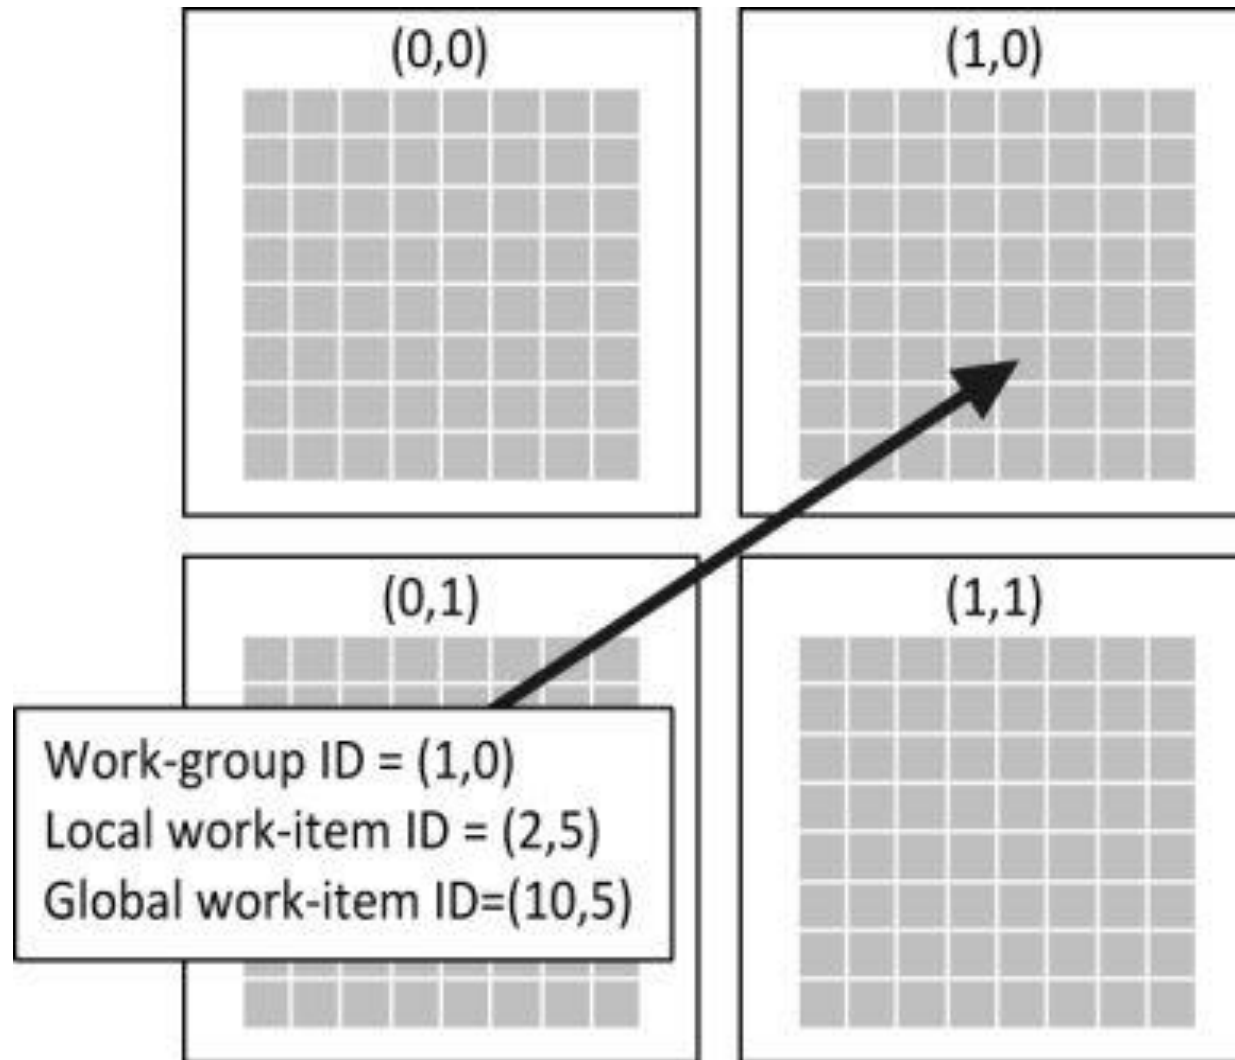 (0,0)
(1,0)
(0,1)
(1,1)
Work-group ID = (1,0)
Local work-item ID = (2,5)
Global work-item ID=(10,5)